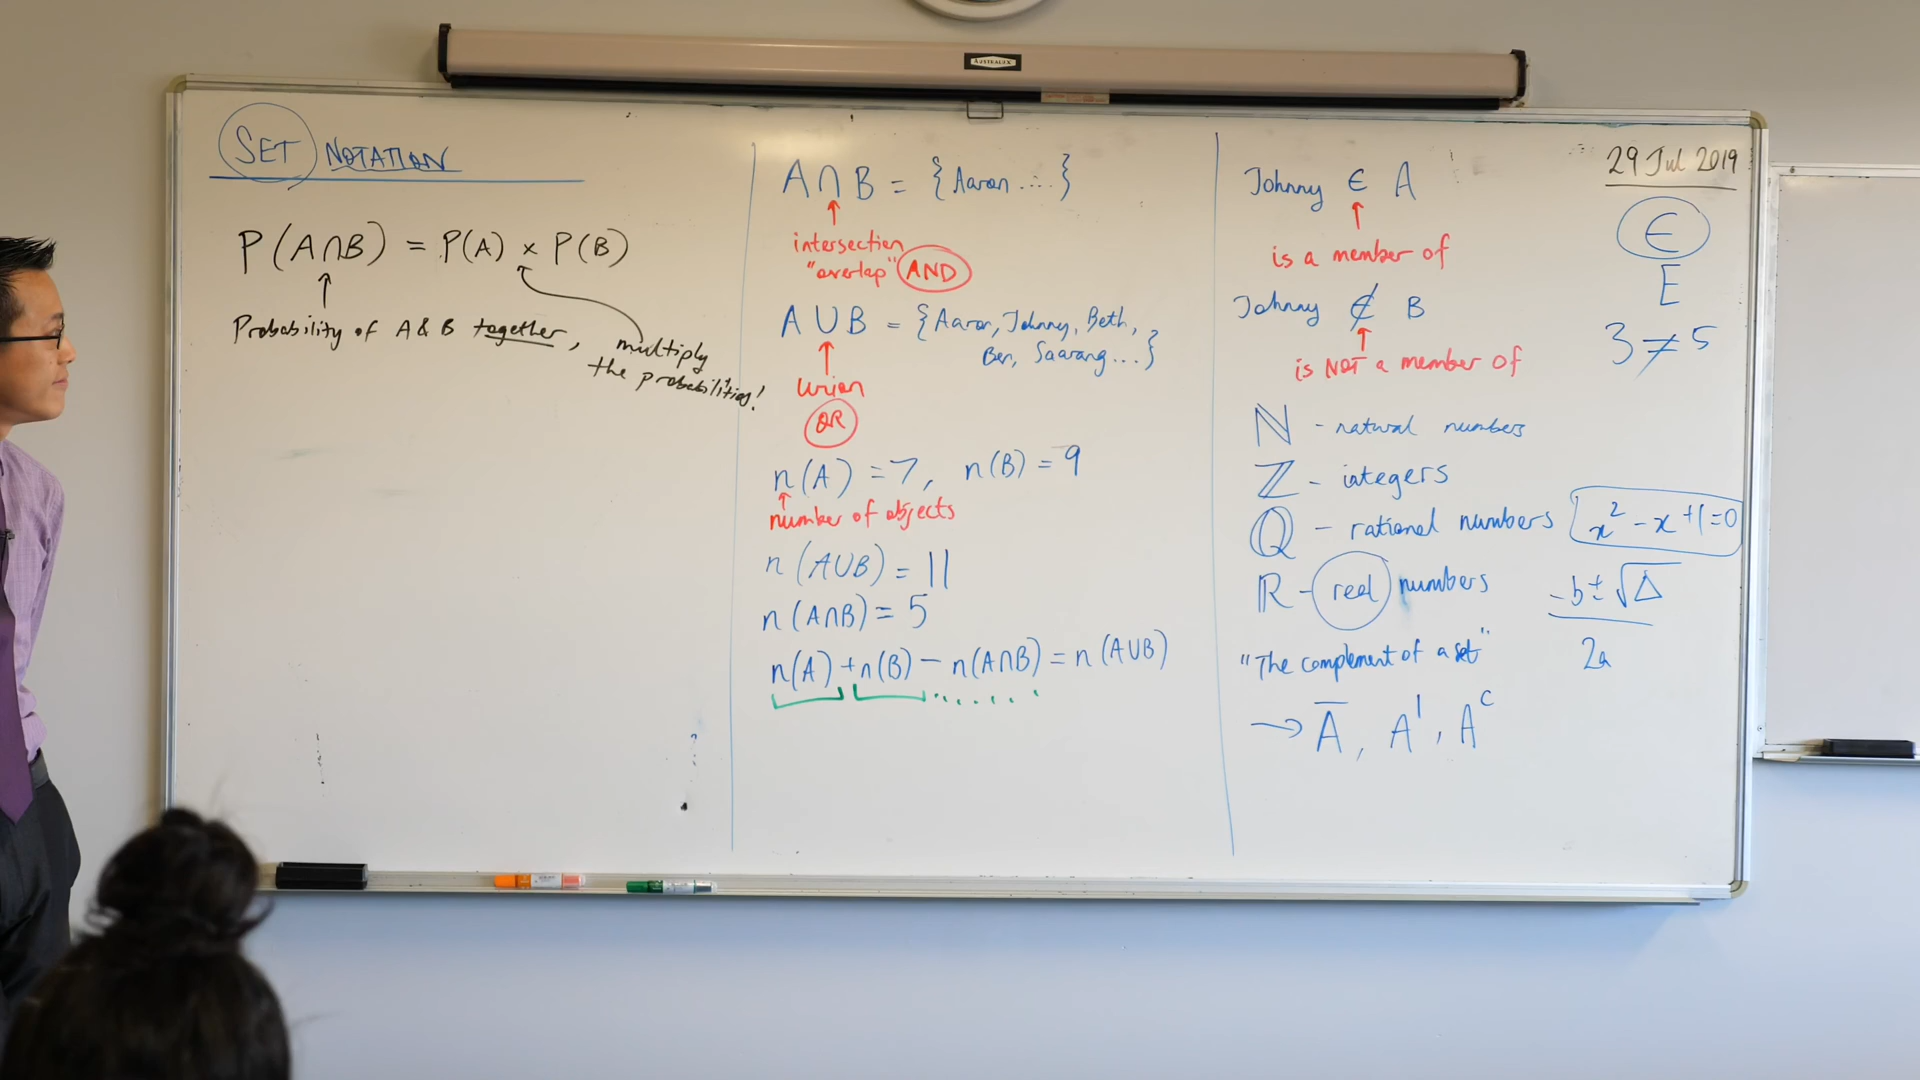 AUSTRALEX
SET NOTATION
P(A∩B) = P(A) × P(B)
Probability of A & B together,
multiply
the probabilities!
A∩B = {Aaron ....}
intersection
"overlap" AND
A∪B = {Aaron, Johnny, Beth,
Ben, Saarang ...}
union
OR
n(A) = 7, n(B) = 9
number of objects
n(A∪B) = 11
n(A∩B) = 5
n(A) + n(B) - n(A∩B) = n(A∪B)
Johnny ∈ A
is a member of
Johnny ∉ B
is NOT a member of
ℕ - natural numbers
ℤ - integers
ℚ - rational numbers
ℝ - real numbers
"The complement of a set"
→ A̅, A', Aᶜ
29 Jul 2019
∈
E
3 ≠ 5
x² - x + 1 = 0
-b ± √Δ
2a